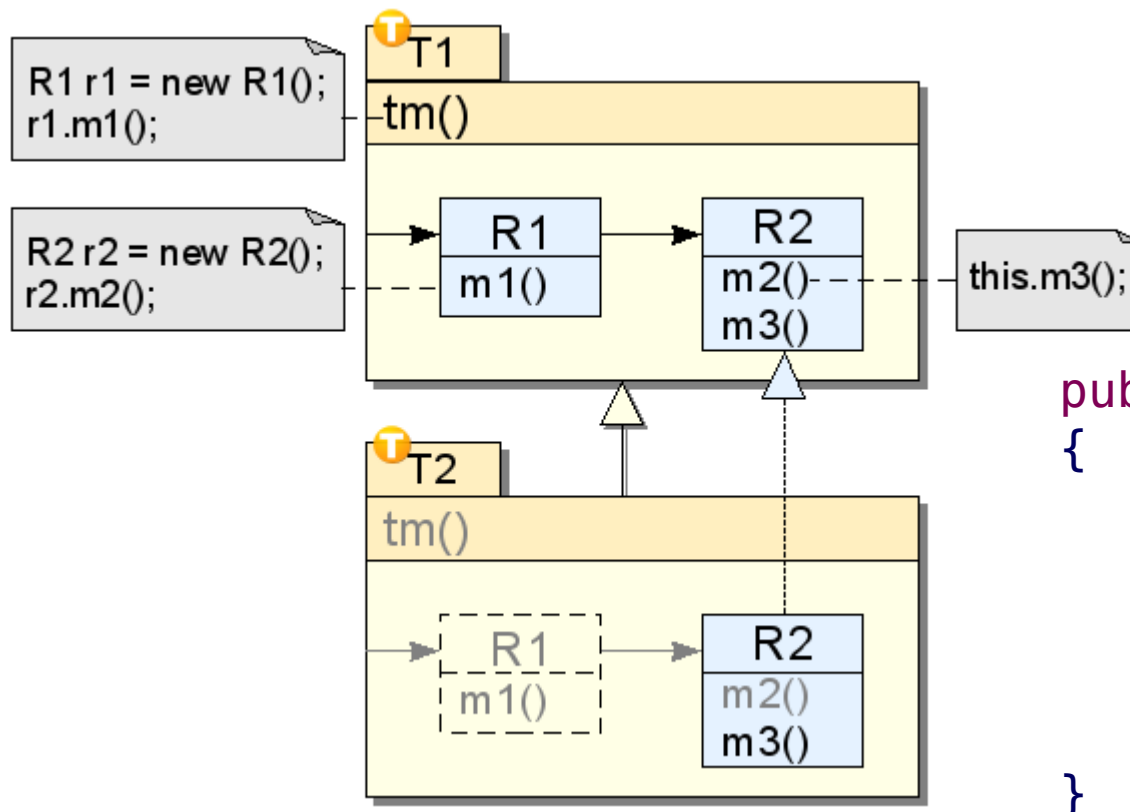 T
T1
R1 r1 = new R1();
r1.m1();
tm()
R2 r2 = new R2();
r2.m2();
R1
m1()
R2
m2()
m3()
this.m3();
{
T
T2
tm()
R1
m1()
R2
m2()
m3()
}